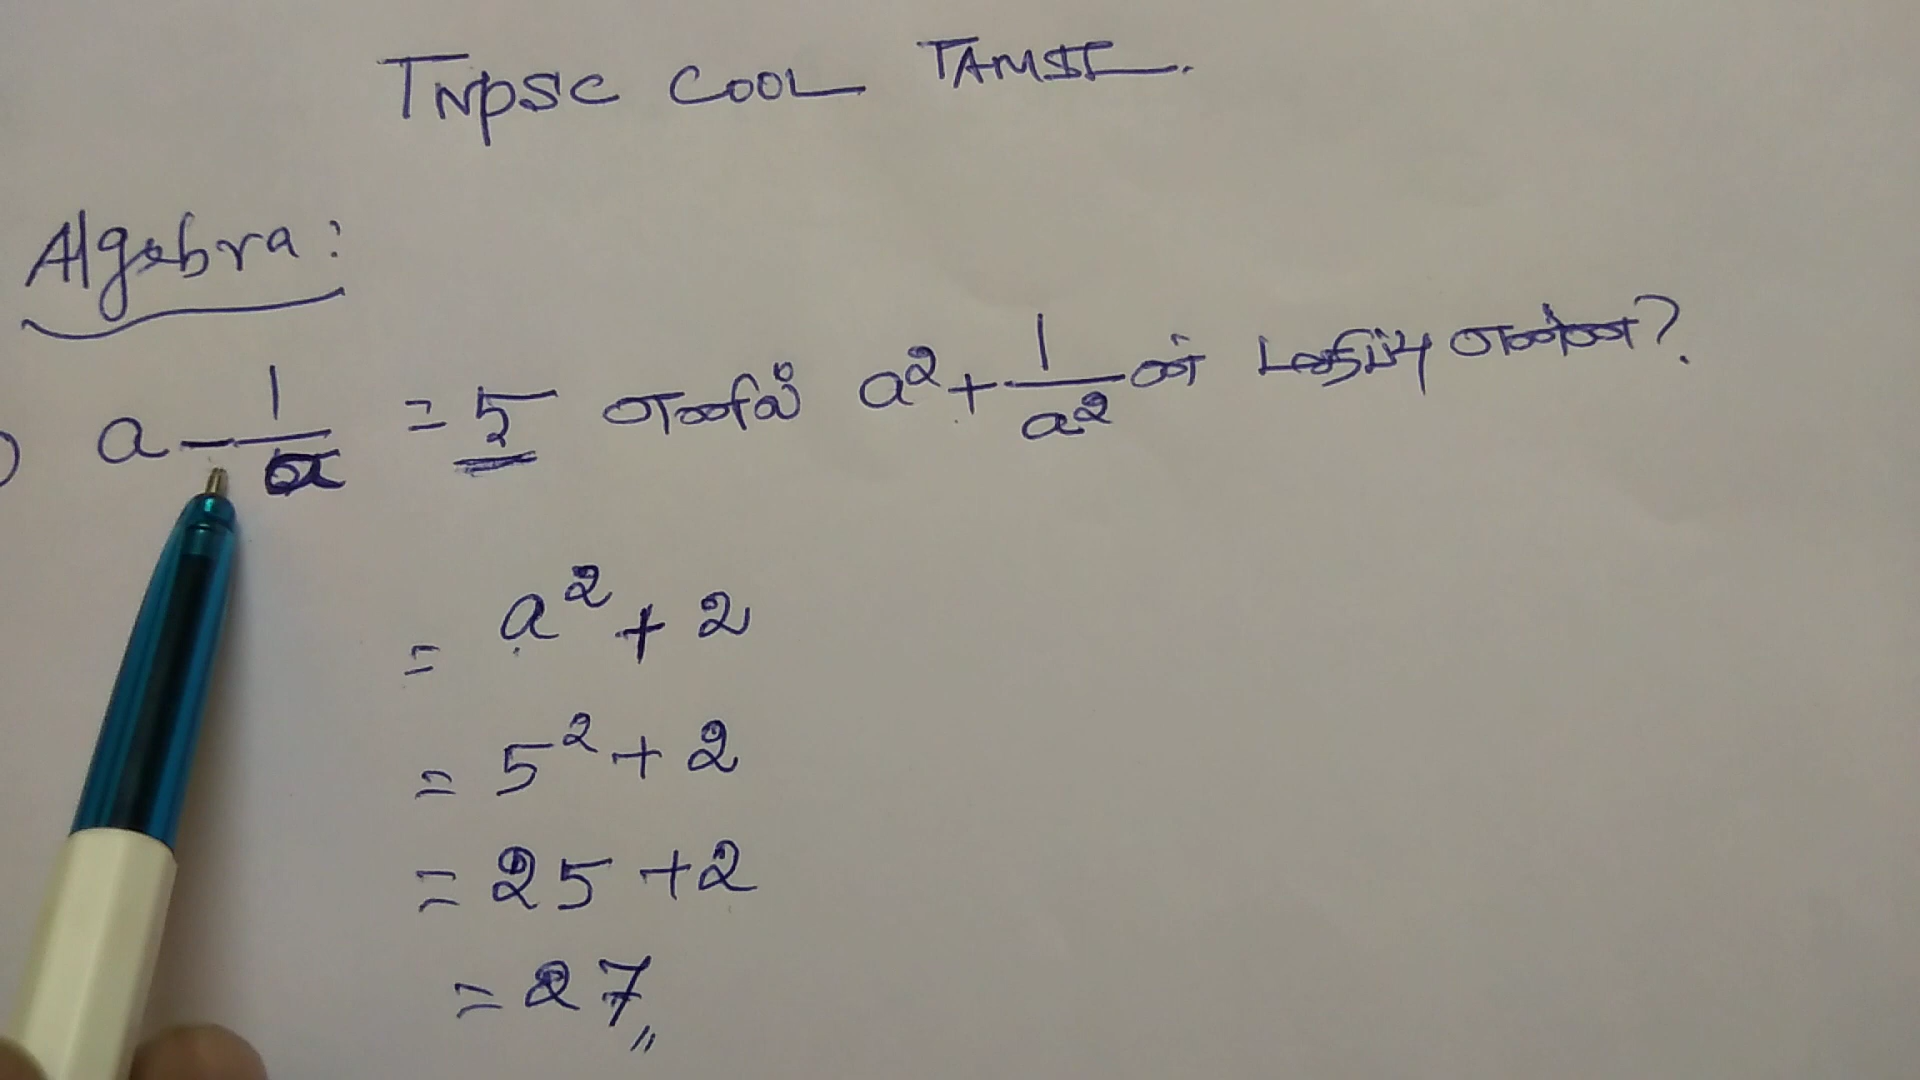 TNPSC COOL TAMIL.
Algebra:
) a - 1/a = 5 எனில் a² + 1/a² ன் மதிப்பு என்ன?
= a² + 2
= 5² + 2
= 25 + 2
= 27 //